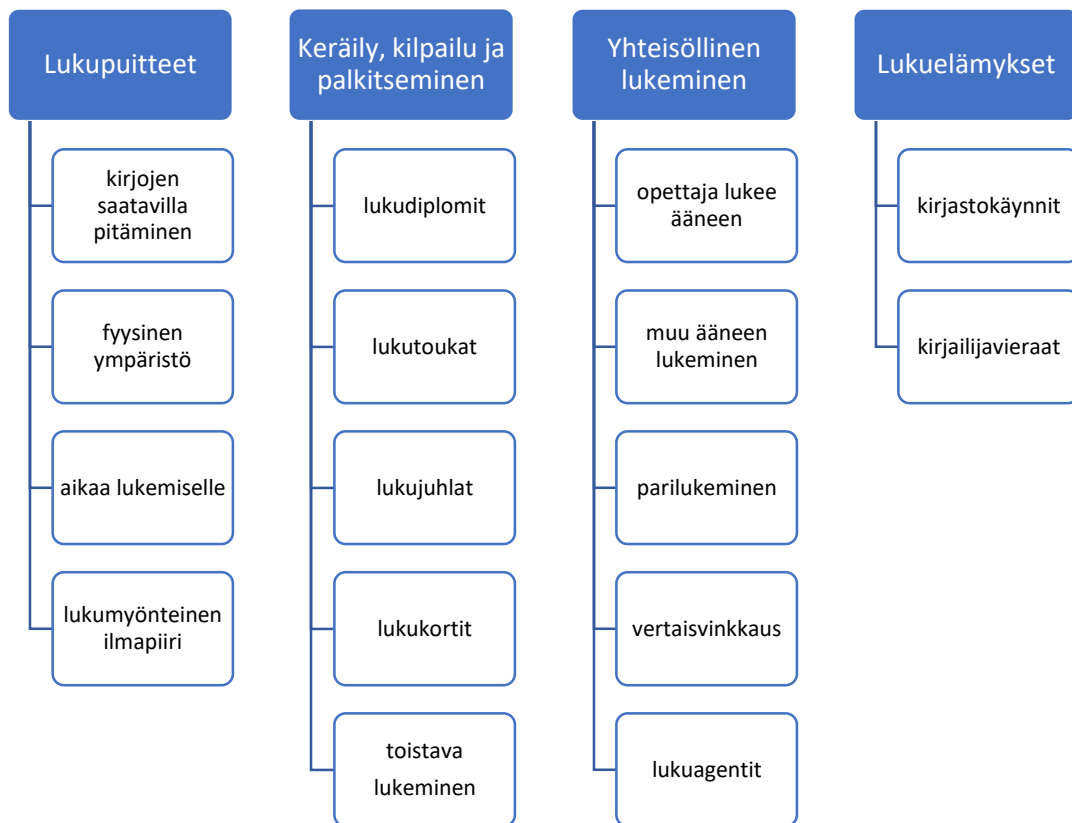 Lukupuitteet
kirjojen
saatavilla
pitäminen
fyysinen
ympäristö
aikaa lukemiselle
lukumyönteinen
ilmapiiri
Keräily, kilpailu ja
palkitseminen
lukudiplomit
lukutoukat
lukujuhlat
lukukortit
toistava
lukeminen
Yhteisöllinen
lukeminen
opettaja lukee
ääneen
muu ääneen
lukeminen
parilukeminen
vertaisvinkkaus
lukuagentit
Lukuelämykset
kirjastokäynnit
kirjailijavieraat